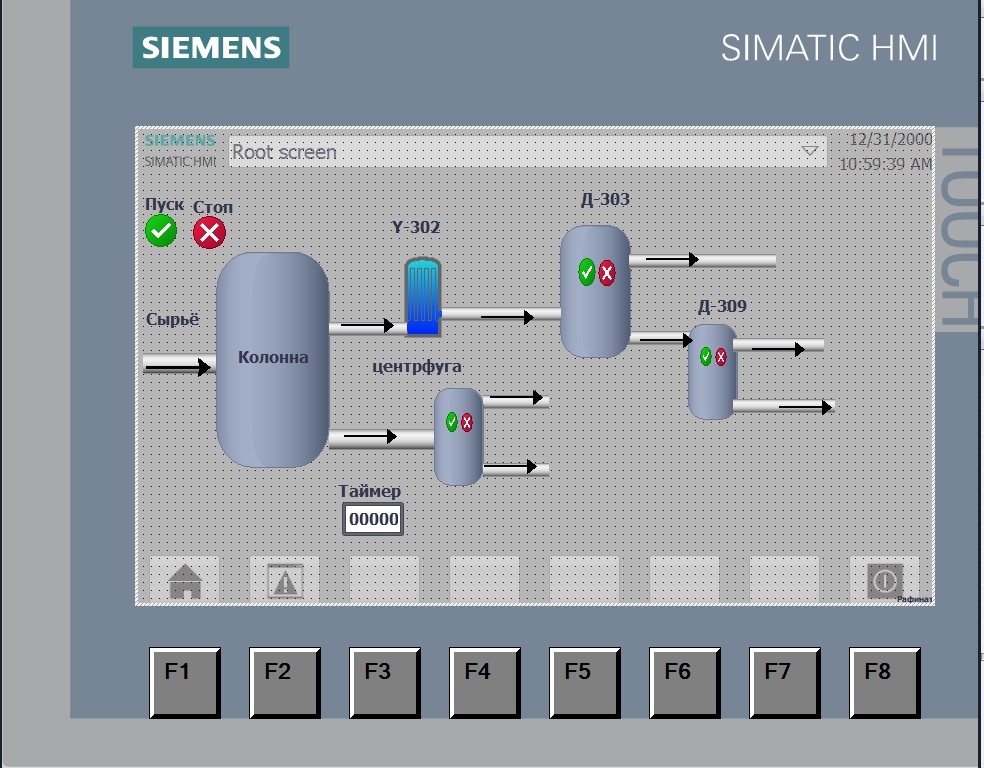 SIEMENS
SIMATIC HMI
SIEMENS
SIMATIC HMI
Root screen
12/31/2000
10:59:39 AM
TOUCH
Пуск
Стоп
Y-302
Д-303
Д-309
Сырьё
Колонна
центрфуга
Таймер
00000
Рафинат
F1
F2
F3
F4
F5
F6
F7
F8